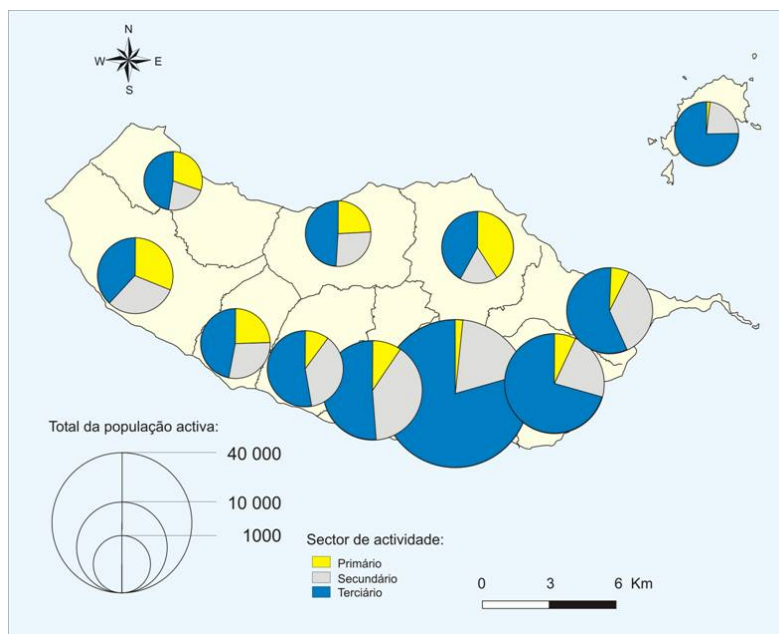 N
W E
S
Total da população activa:
40 000
10 000
1000
Sector de actividade:
Primário
Secundário
Terciário
0 3 6 Km